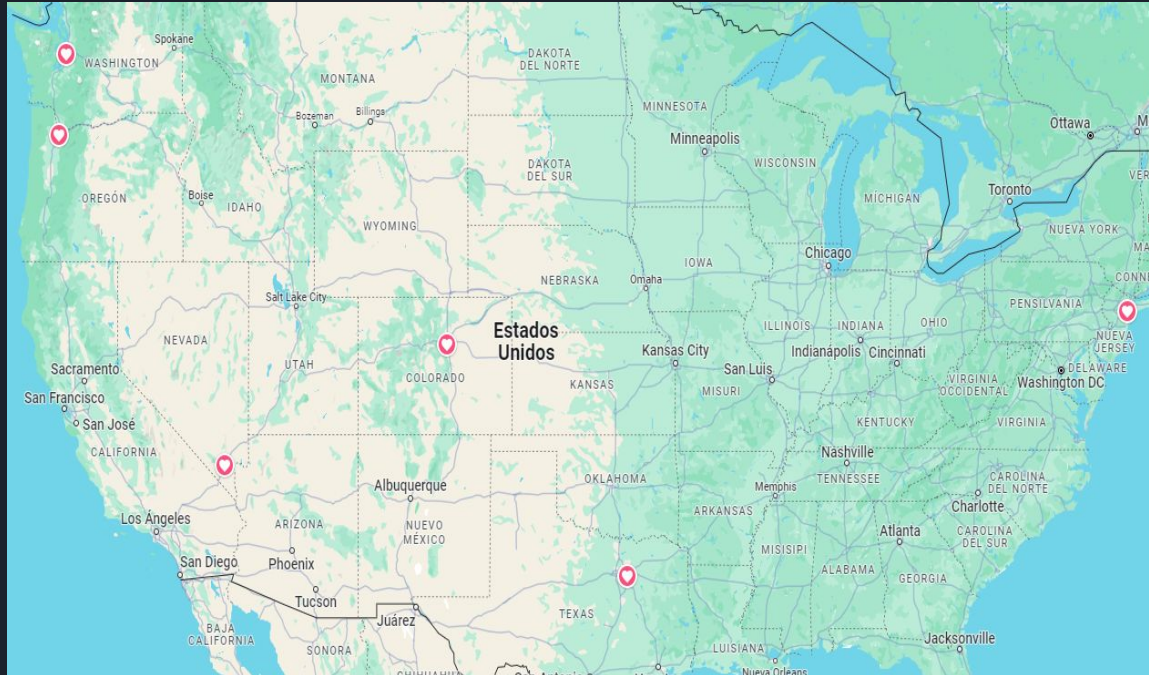 Spokane
WASHINGTON
MONTANA
DAKOTA
DEL NORTE
MINNESOTA
Bozeman
Billings
Minneapolis
Ottawa
DAKOTA
DEL SUR
WISCONSIN
OREGÓN
Boise
IDAHO
MÍCHIGAN
Toronto
WYOMING
NUEVA YORK
Chicago
IOWA
NEBRASKA
Omaha
Salt Lake City
PENSILVANIA
Estados
Unidos
NEVADA
ILLINOIS
INDIANA
OHIO
NUEVA
JERSEY
Kansas City
Indianápolis
Cincinnati
UTAH
COLORADO
KANSAS
San Luis
DELAWARE
Washington DC
Sacramento
San Francisco
San José
MISURI
VIRGINIA
OCCIDENTAL
KENTUCKY
VIRGINIA
CALIFORNIA
Nashville
TENNESSEE
Albuquerque
OKLAHOMA
Memphis
CAROLINA
DEL NORTE
Charlotte
Los Ángeles
ARIZONA
NUEVO
MÉXICO
ARKANSAS
Atlanta
CAROLINA
DEL SUR
San Diego
Phoenix
MISISIPI
ALABAMA
GEORGIA
Tucson
Juárez
TEXAS
BAJA
CALIFORNIA
SONORA
LUISIANA
Jacksonville
Nueva Orleans